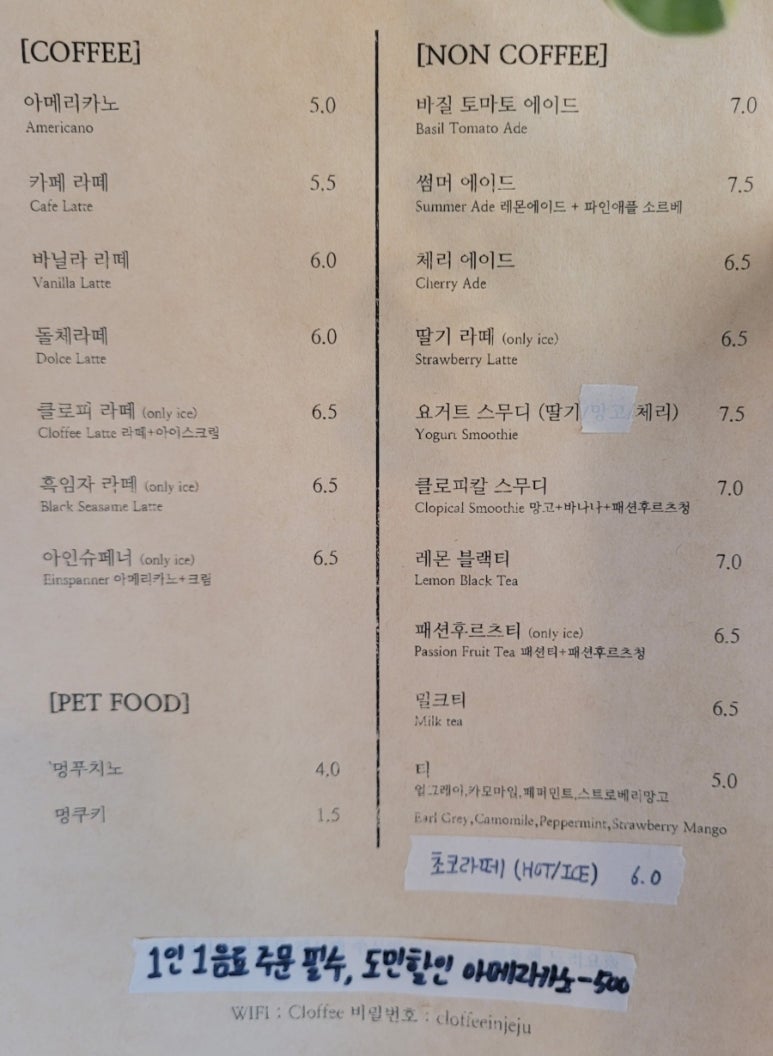 [COFFEE]
아메리카노 5.0
Americano
카페 라떼 5.5
Cafe Latte
바닐라 라떼 6.0
Vanilla Latte
돌체라떼 6.0
Dolce Latte
클로피 라떼 (only ice) 6.5
Cloffee Latte 라떼+아이스크림
흑임자 라떼 (only ice) 6.5
Black Seasame Latte
아인슈페너 (only ice) 6.5
Einspanner 아메리카노+크림
[PET FOOD]
멍푸치노 4.0
멍쿠키 1.5
[NON COFFEE]
바질 토마토 에이드 7.0
Basil Tomato Ade
썸머 에이드 7.5
Summer Ade 레몬에이드 + 파인애플 소르베
체리 에이드 6.5
Cherry Ade
딸기 라떼 (only ice) 6.5
Strawberry Latte
요거트 스무디 (딸기/망고/체리) 7.5
Yogurt Smoothie
클로피칼 스무디 7.0
Clopical Smoothie 망고+바나나+패션후르츠청
레몬 블랙티 7.0
Lemon Black Tea
패션후르츠티 (only ice) 6.5
Passion Fruit Tea 패션티+패션후르츠청
밀크티 6.5
Milk tea
티 5.0
얼그레이,카모마일,페퍼민트,스트로베리망고
Earl Grey,Camomile,Peppermint,Strawberry Mango
초코라떼 (HOT/ICE) 6.0
1인 1음료 주문 필수, 도민할인 아메리카노-500
WIFI : Cloffee 비밀번호 : cloffeeinjeju